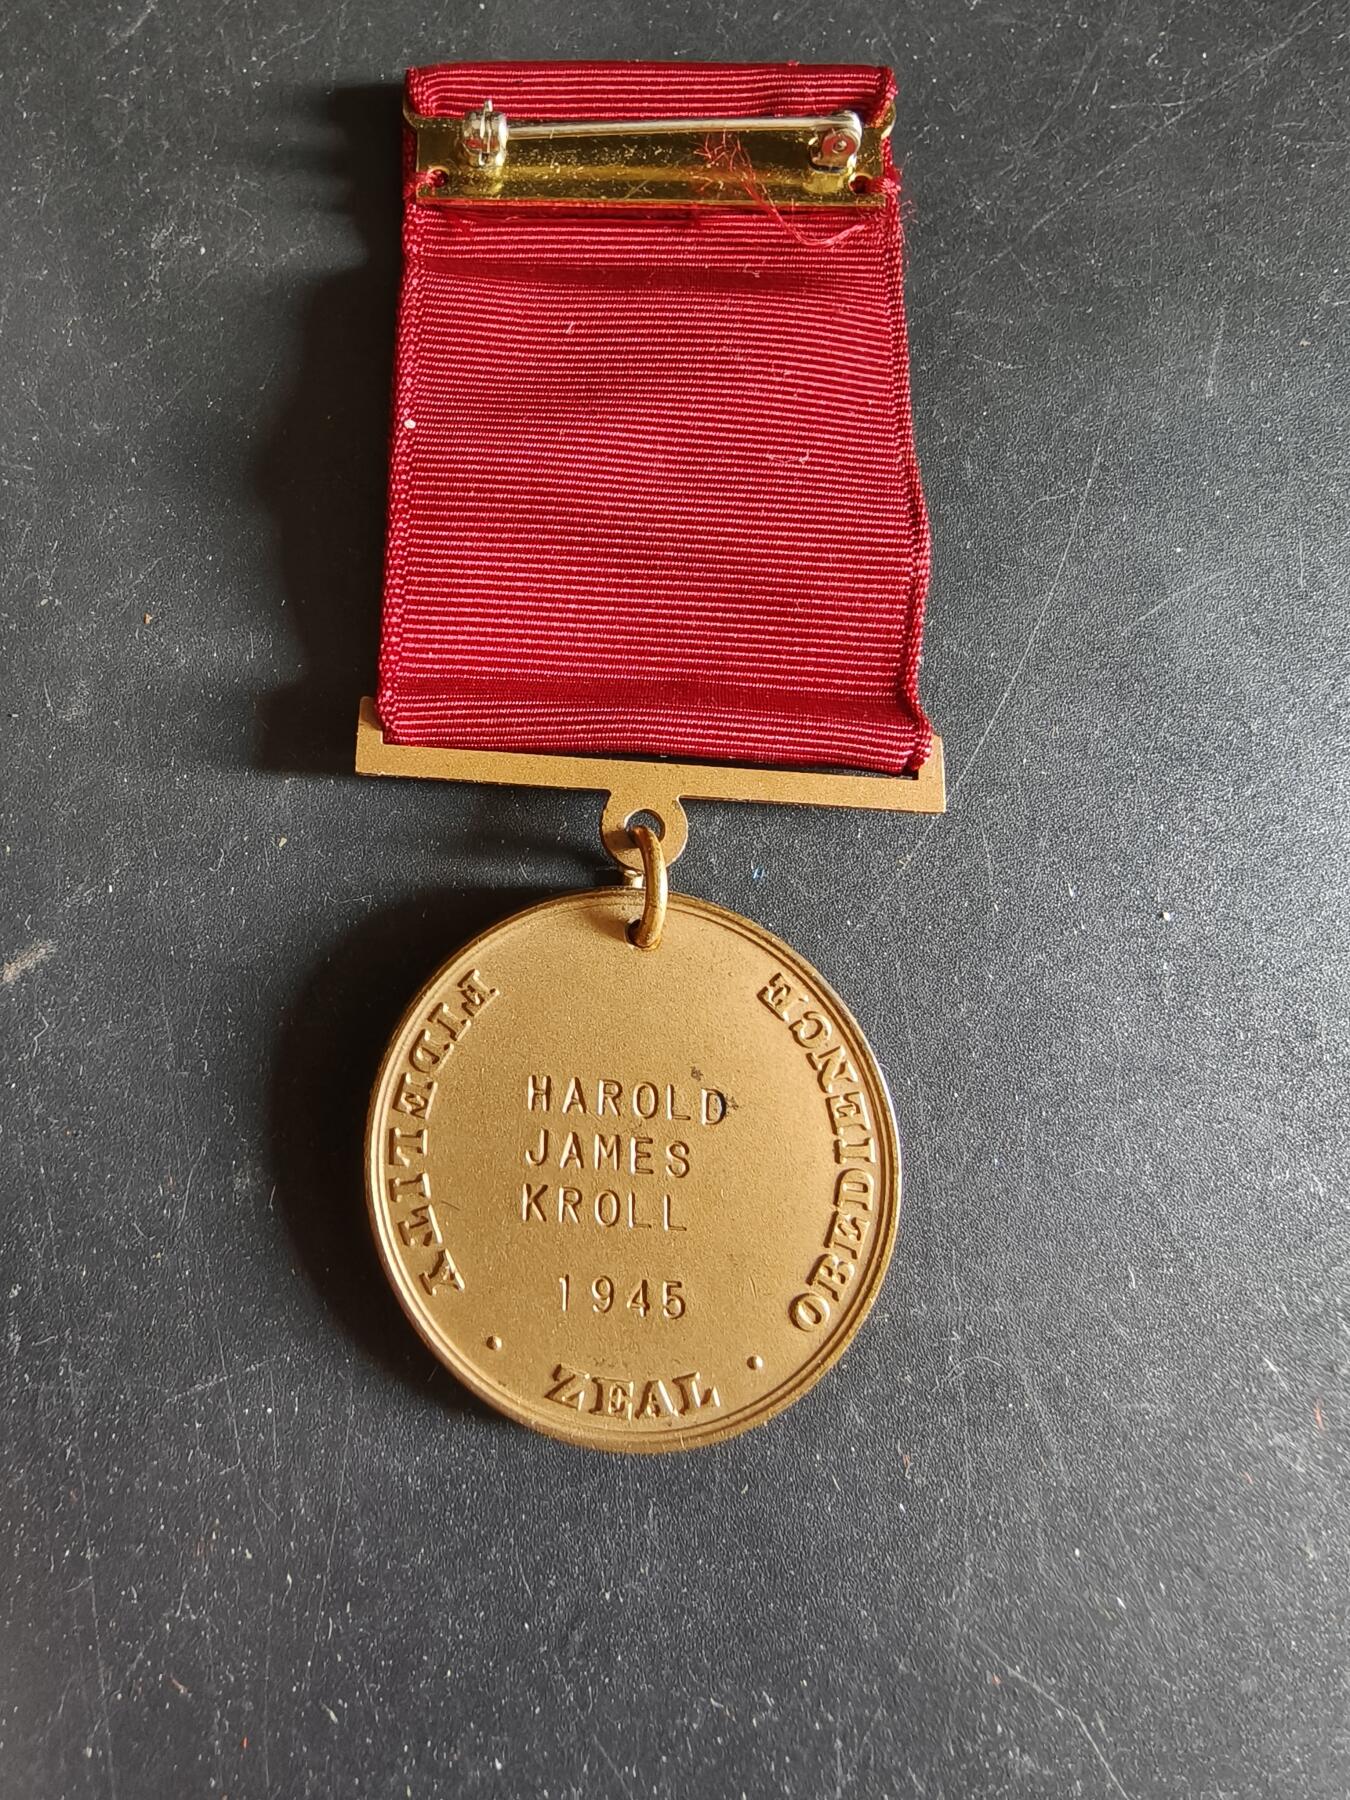 FIDELITY
ZEAL
OBEDIENCE
HAROLD
JAMES
KROLL
1945